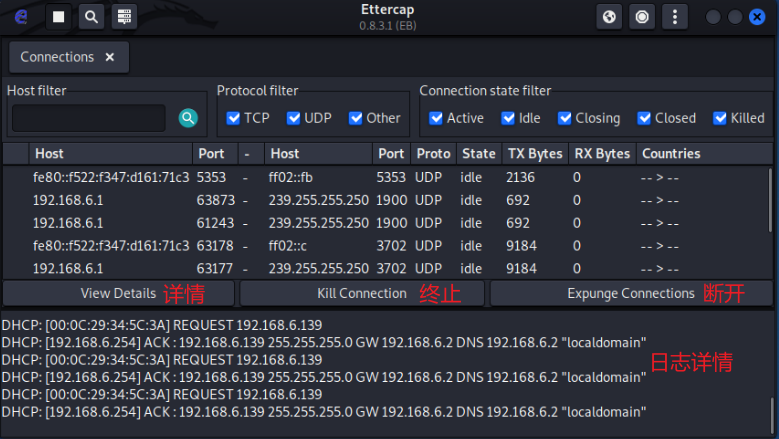 Ettercap
0.8.3.1 (EB)
Connections ×
Host filter
Protocol filter
Connection state filter
TCP UDP Other
Active Idle Closing Closed Killed
Host Port - Host Port Proto State TX Bytes RX Bytes Countries
fe80::f522:f347:d161:71c3 5353 - ff02::fb 5353 UDP idle 2136 0 -- > --
192.168.6.1 63873 - 239.255.255.250 1900 UDP idle 692 0 -- > --
192.168.6.1 61243 - 239.255.255.250 1900 UDP idle 692 0 -- > --
fe80::f522:f347:d161:71c3 63178 - ff02::c 3702 UDP idle 9184 0 -- > --
192.168.6.1 63177 - 239.255.255.250 3702 UDP idle 9184 0 -- > --
View Details 详情
Kill Connection 终止
Expunge Connections 断开
DHCP: [00:0C:29:34:5C:3A] REQUEST 192.168.6.139
DHCP: [192.168.6.254] ACK : 192.168.6.139 255.255.255.0 GW 192.168.6.2 DNS 192.168.6.2 "localdomain"
DHCP: [00:0C:29:34:5C:3A] REQUEST 192.168.6.139
日志详情
DHCP: [192.168.6.254] ACK : 192.168.6.139 255.255.255.0 GW 192.168.6.2 DNS 192.168.6.2 "localdomain"
DHCP: [00:0C:29:34:5C:3A] REQUEST 192.168.6.139
DHCP: [192.168.6.254] ACK : 192.168.6.139 255.255.255.0 GW 192.168.6.2 DNS 192.168.6.2 "localdomain"